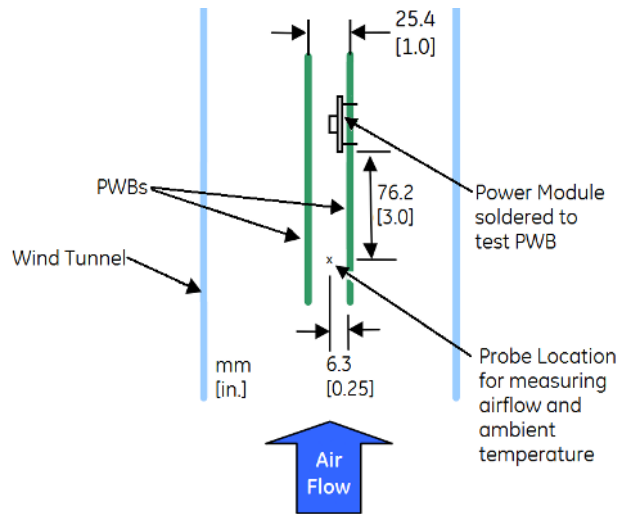 25.4
[1.0]
PWBs
76.2
[3.0]
Power Module
soldered to
test PWB
Wind Tunnel
x
mm
[in.]
6.3
[0.25]
Probe Location
for measuring
airflow and
ambient
temperature
Air
Flow